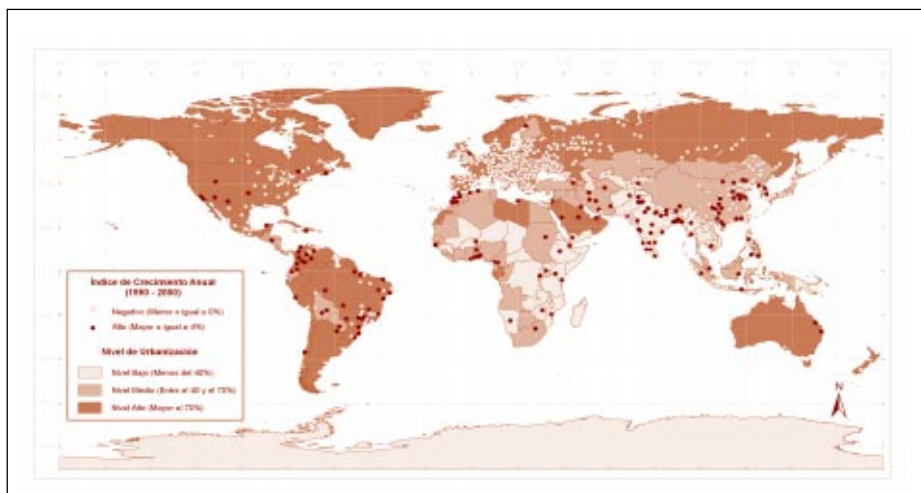 Índice de Crecimiento Anual
(1990 - 2000)
Negativo (Menor o igual a 0%)
Alto (Mayor o igual a 4%)
Nivel de Urbanización
Nivel Bajo (Menos del 40%)
Nivel Medio (Entre el 40 y el 70%)
Nivel Alto (Mayor al 70%)
N